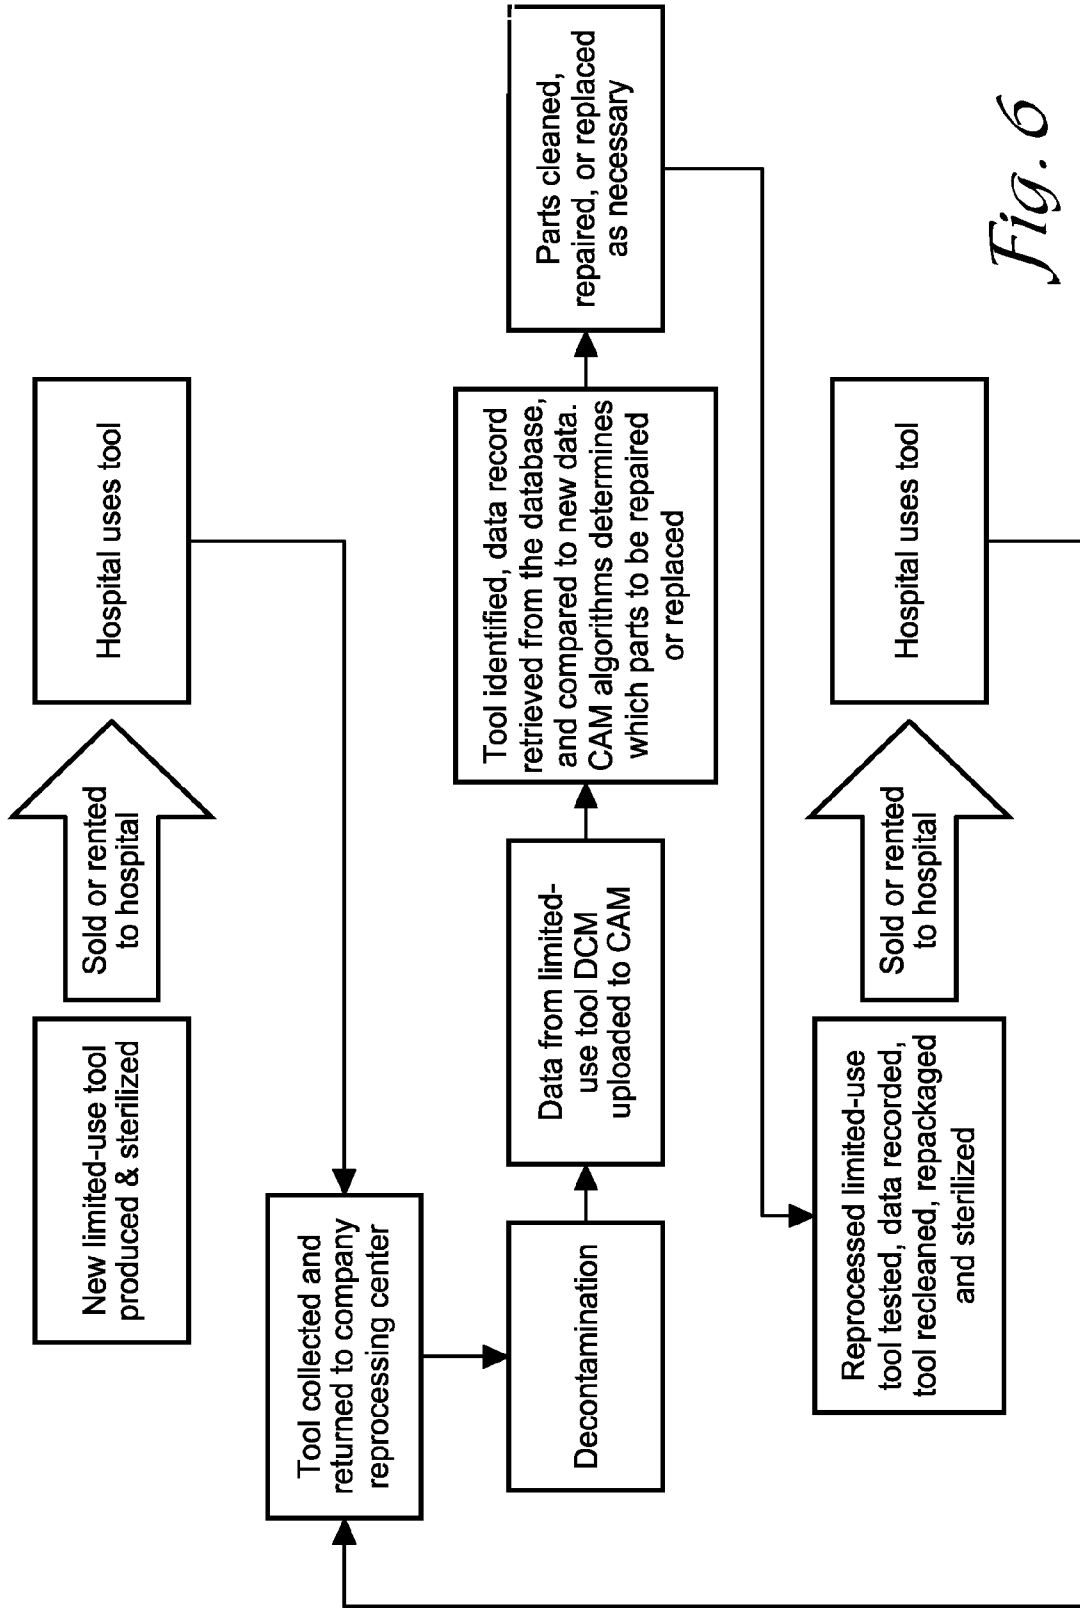 New limited-use tool
produced & sterilized
Sold or rented
to hospital
Hospital uses tool
Tool collected and
returned to company
reprocessing center
Decontamination
Data from limited-
use tool DCM
uploaded to CAM
Tool identified, data record
retrieved from the database,
and compared to new data.
CAM algorithms determines
which parts to be repaired
or replaced
Parts cleaned,
repaired, or replaced
as necessary
Reprocessed limited-use
tool tested, data recorded,
tool recleaned, repackaged
and sterilized
Sold or rented
to hospital
Hospital uses tool
Fig. 6